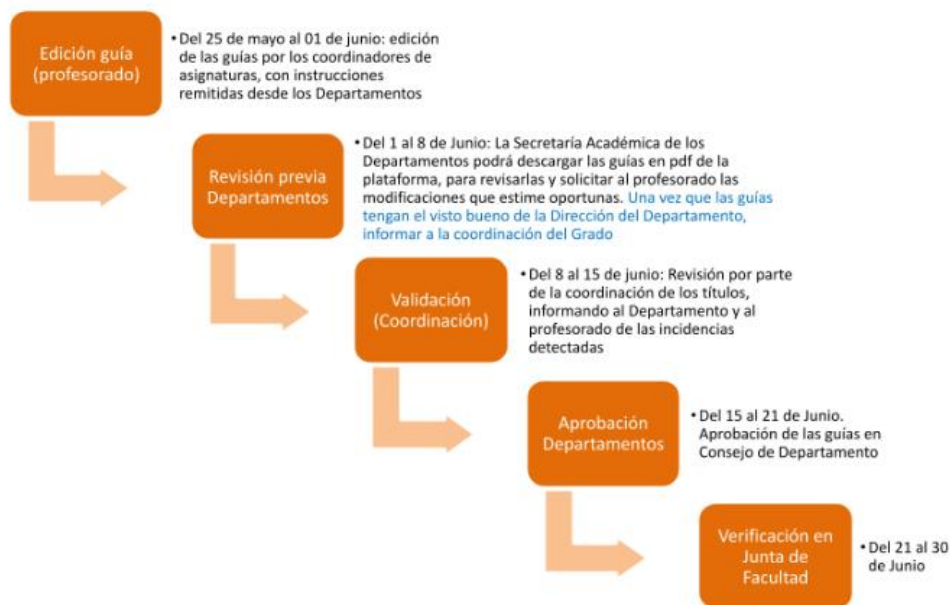 Edición guía
(profesorado)
• Del 25 de mayo al 01 de junio: edición
de las guías por los coordinadores de
asignaturas, con instrucciones
remitidas desde los Departamentos
Revisión previa
Departamentos
• Del 1 al 8 de Junio: La Secretaría Académica de los
Departamentos podrá descargar las guías en pdf de la
plataforma, para revisarlas y solicitar al profesorado las
modificaciones que estime oportunas. Una vez que las guías
tengan el visto bueno de la Dirección del Departamento,
informar a la coordinación del Grado
Validación
(Coordinación)
• Del 8 al 15 de junio: Revisión por parte
de la coordinación de los títulos,
informando al Departamento y al
profesorado de las incidencias
detectadas
Aprobación
Departamentos
• Del 15 al 21 de Junio.
Aprobación de las guías en
Consejo de Departamento
Verificación en
Junta de
Facultad
• Del 21 al 30
de Junio